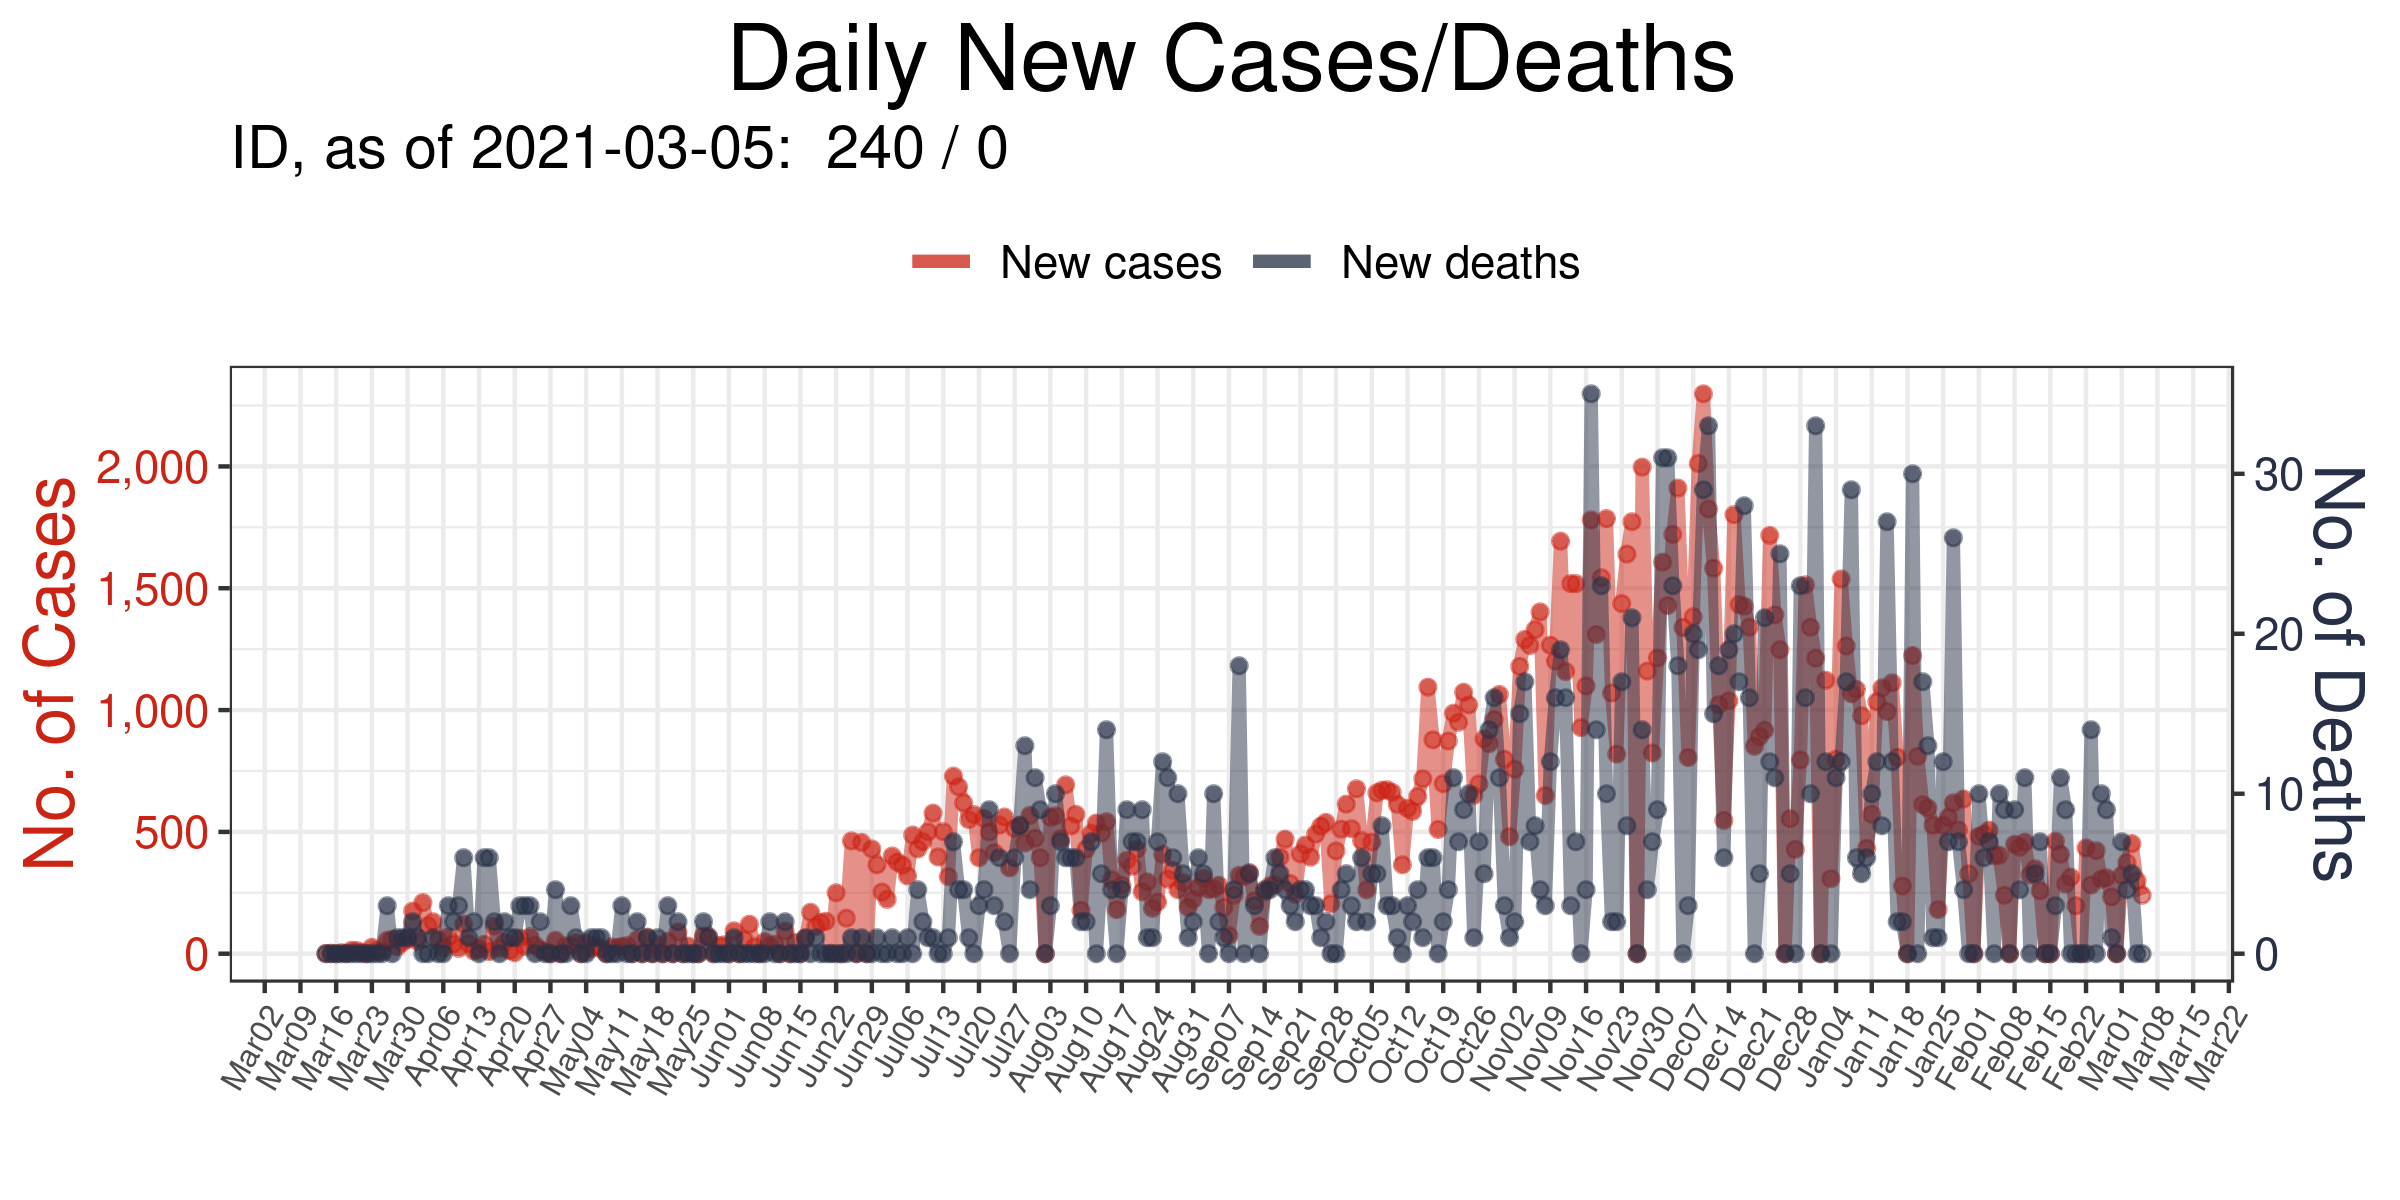 Daily New Cases/Deaths
ID, as of 2021-03-05:  240 / 0
New cases
New deaths
No. of Cases
2,000
1,500
1,000
500
0
30
20
10
0
No. of Deaths
Mar02
Mar09
Mar16
Mar23
Mar30
Apr06
Apr13
Apr20
Apr27
May04
May11
May18
May25
Jun01
Jun08
Jun15
Jun22
Jun29
Jul06
Jul13
Jul20
Jul27
Aug03
Aug10
Aug17
Aug24
Aug31
Sep07
Sep14
Sep21
Sep28
Oct05
Oct12
Oct19
Oct26
Nov02
Nov09
Nov16
Nov23
Nov30
Dec07
Dec14
Dec21
Dec28
Dec04
Jan11
Jan18
Jan25
Jan25
Feb01
Feb08
Feb15
Feb22
Mar01
Mar08
Mar15
Mar22